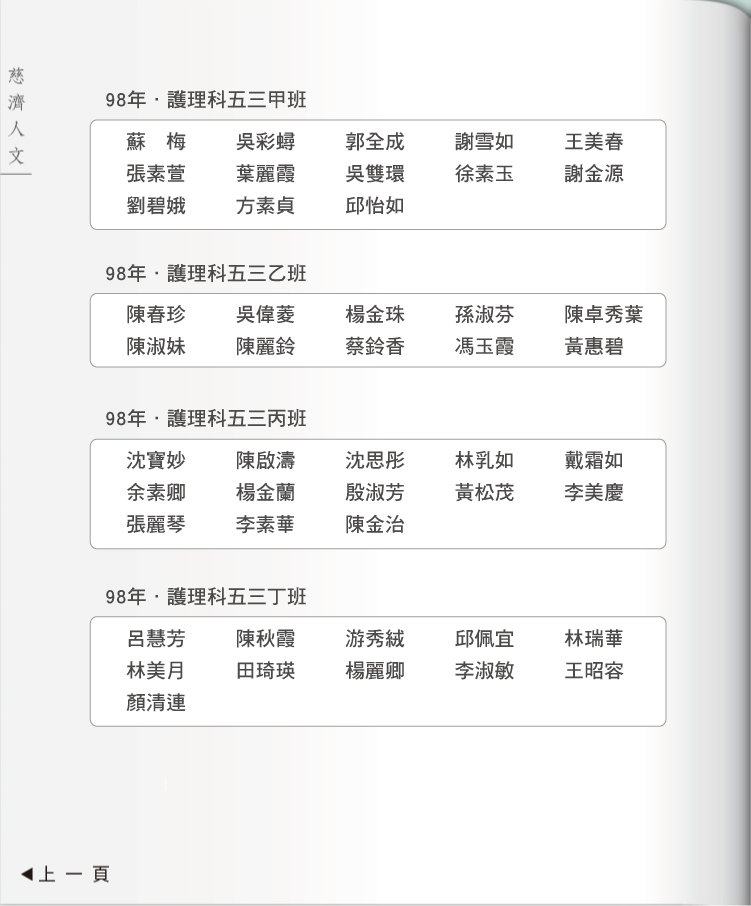 慈濟人文
98年．護理科五三甲班
蘇　梅　吳彩蟳　郭全成　謝雪如　王美春
張素萱　葉麗霞　吳雙環　徐素玉　謝金源
劉碧娥　方素貞　邱怡如
98年．護理科五三乙班
陳春珍　吳偉菱　楊金珠　孫淑芬　陳卓秀葉
陳淑妹　陳麗鈴　蔡鈴香　馮玉霞　黃惠碧
98年．護理科五三丙班
沈寶妙　陳啟濤　沈思彤　林乳如　戴霜如
余素卿　楊金蘭　殷淑芳　黃松茂　李美慶
張麗琴　李素華　陳金治
98年．護理科五三丁班
呂慧芳　陳秋霞　游秀絨　邱佩宜　林瑞華
林美月　田琦瑛　楊麗卿　李淑敏　王昭容
顏清連
◀上一頁